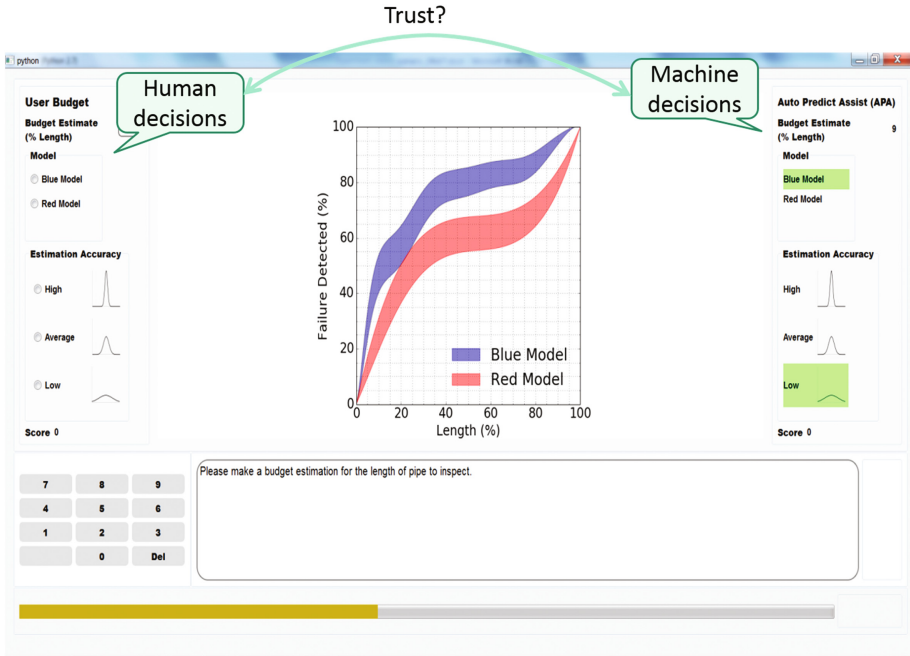 Trust?
python Python 2.7
Human
decisions
Machine
decisions
User Budget
Budget Estimate
(% Length)
Model
Blue Model
Red Model
Estimation Accuracy
High
Average
Low
Score 0
Failure Detected (%)
100
80
60
40
20
0
0 20 40 60 80 100
Length (%)
Blue Model
Red Model
Auto Predict Assist (APA)
Budget Estimate
(% Length)
9
Model
Blue Model
Red Model
Estimation Accuracy
High
Average
Low
Score 0
7 8 9
4 5 6
1 2 3
0 Del
Please make a budget estimation for the length of pipe to inspect.